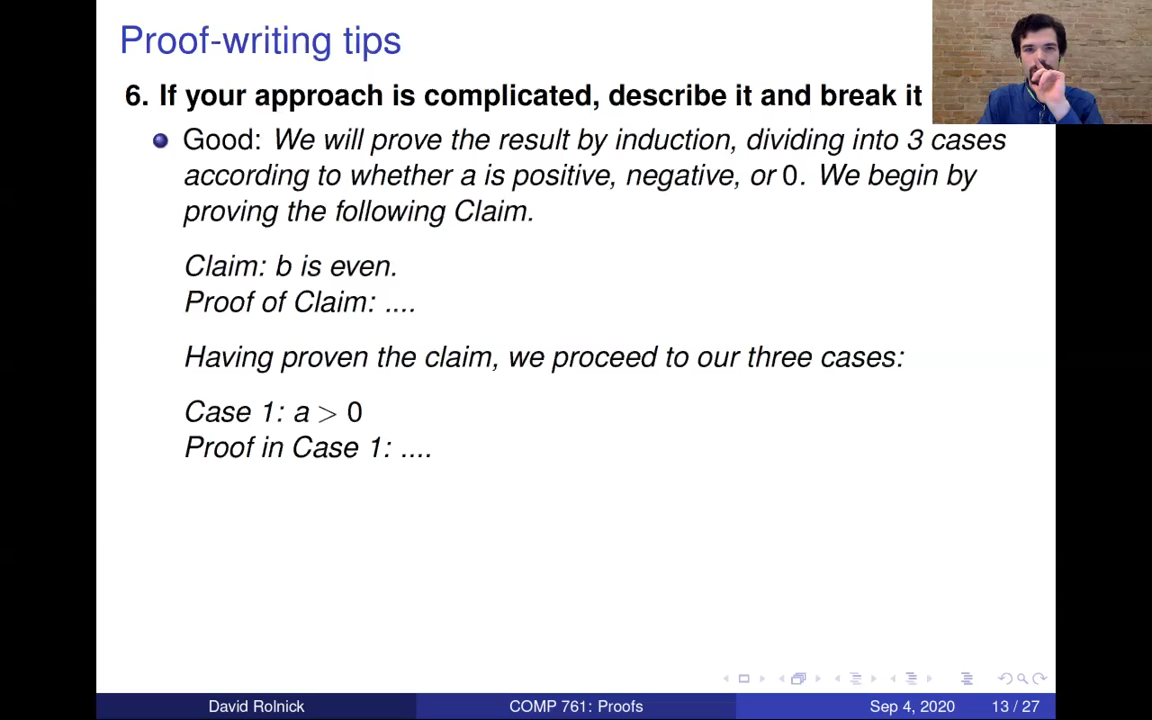 Proof-writing tips
6. If your approach is complicated, describe it and break it
Good: We will prove the result by induction, dividing into 3 cases
according to whether a is positive, negative, or 0. We begin by
proving the following Claim.
Claim: b is even.
Proof of Claim: ....
Having proven the claim, we proceed to our three cases:
Case 1: a > 0
Proof in Case 1: ....
David Rolnick COMP 761: Proofs Sep 4, 2020 13 / 27